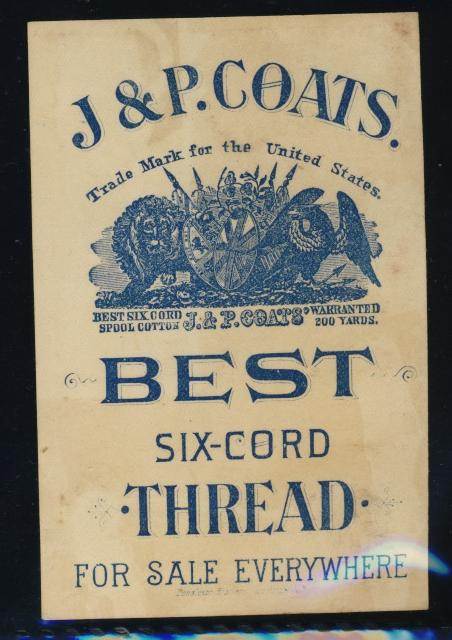 J & P. COATS.
Trade Mark for the United States.
BEST SIX CORD
SPOOL COTTON
J. & P. COATS'
WARRANTED
200 YARDS.
BEST
SIX-CORD
THREAD
FOR SALE EVERYWHERE